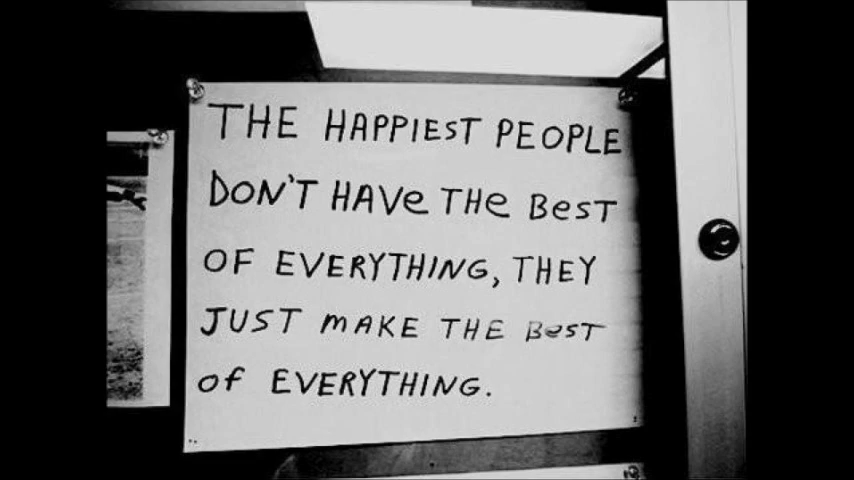 THE HAPPIEST PEOPLE
DON'T HAVe THe BeST
OF EVERYTHING, THEY
JUST mAKE THE BeST
of EVERYTHING.